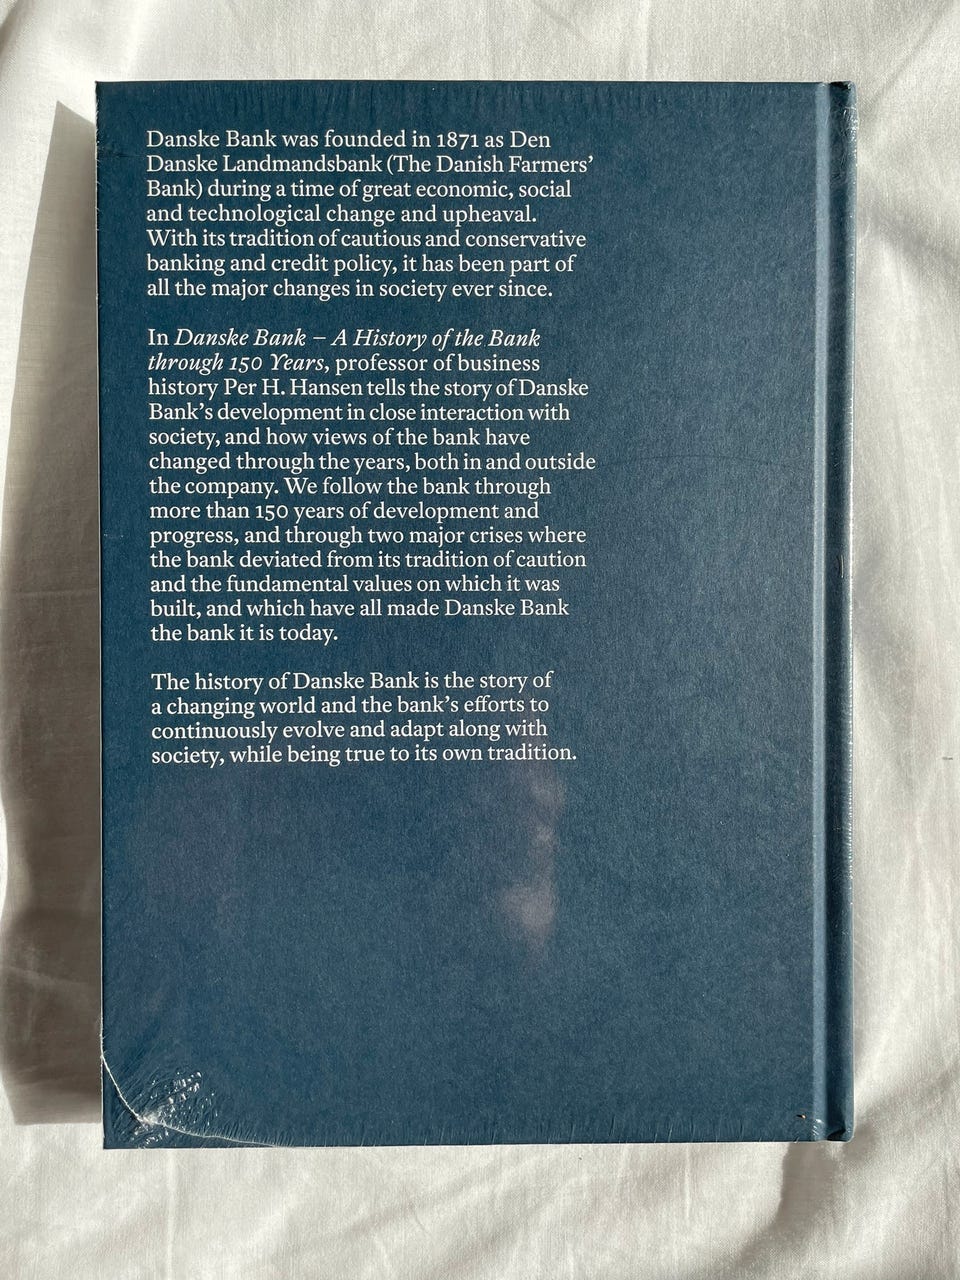 Danske Bank was founded in 1871 as Den
Danske Landmandsbank (The Danish Farmers’
Bank) during a time of great economic, social
and technological change and upheaval.
With its tradition of cautious and conservative
banking and credit policy, it has been part of
all the major changes in society ever since.
In Danske Bank – A History of the Bank
through 150 Years, professor of business
history Per H. Hansen tells the story of Danske
Bank’s development in close interaction with
society, and how views of the bank have
changed through the years, both in and outside
the company. We follow the bank through
more than 150 years of development and
progress, and through two major crises where
the bank deviated from its tradition of caution
and the fundamental values on which it was
built, and which have all made Danske Bank
the bank it is today.
The history of Danske Bank is the story of
a changing world and the bank’s efforts to
continuously evolve and adapt along with
society, while being true to its own tradition.